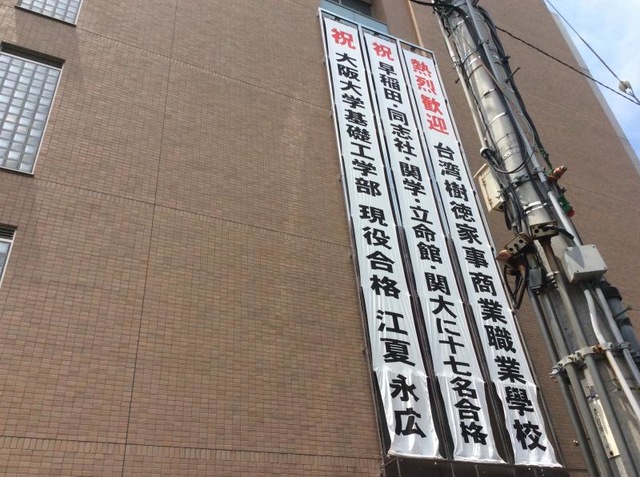 熱烈歓迎 台湾樹徳家事商業職業學校
祝 早稲田・同志社・関学・立命館・関大に十七名合格
祝 大阪大学基礎工学部 現役合格 江夏 永広